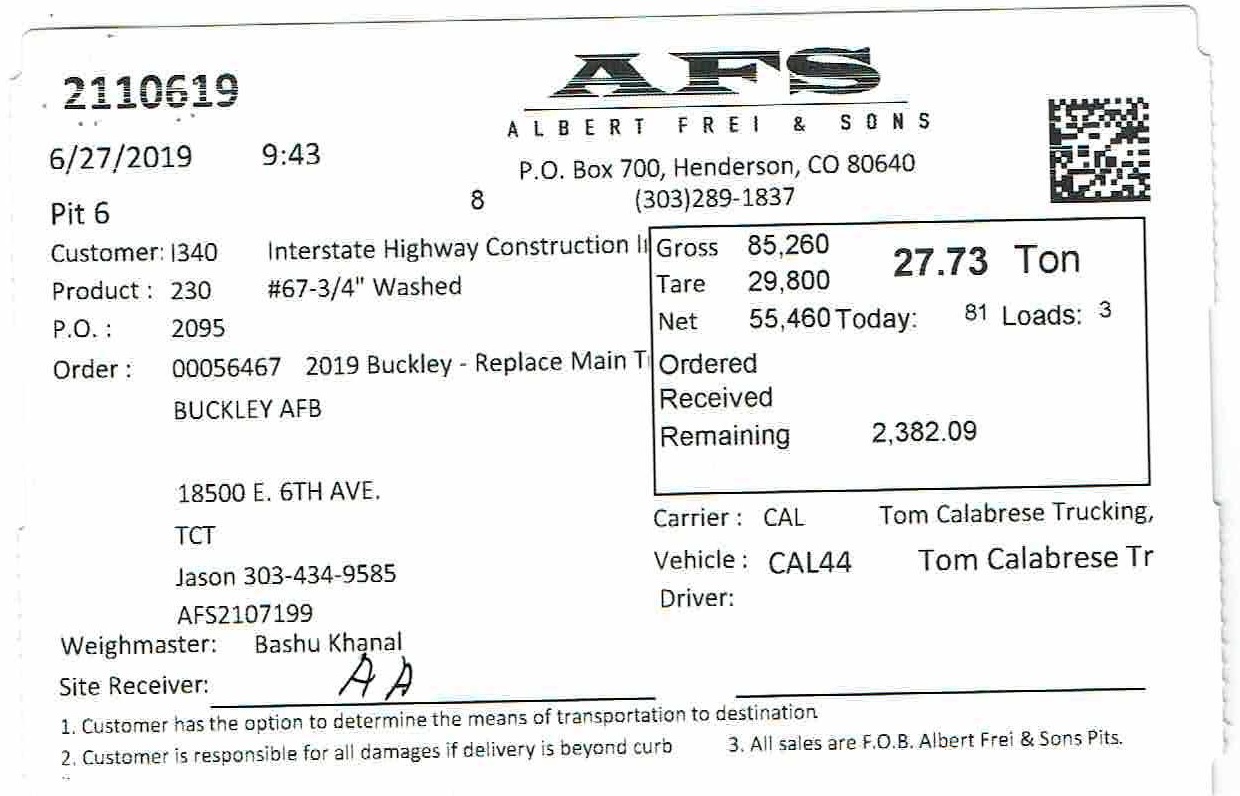 2110619
AFS
ALBERT FREI & SONS
6/27/2019 9:43
P.O. Box 700, Henderson, CO 80640
Pit 6 8 (303)289-1837
Customer: I340 Interstate Highway Construction I
Product : 230 #67-3/4" Washed
P.O. : 2095
Order : 00056467 2019 Buckley - Replace Main T
BUCKLEY AFB
18500 E. 6TH AVE.
TCT
Jason 303-434-9585
AFS2107199
Gross 85,260 27.73 Ton
Tare 29,800
Net 55,460 Today: 81 Loads: 3
Ordered
Received
Remaining 2,382.09
Carrier : CAL Tom Calabrese Trucking,
Vehicle : CAL44 Tom Calabrese Tr
Driver:
Weighmaster: Bashu Khanal
Site Receiver: AA
1. Customer has the option to determine the means of transportation to destination
2. Customer is responsible for all damages if delivery is beyond curb 3. All sales are F.O.B. Albert Frei & Sons Pits.